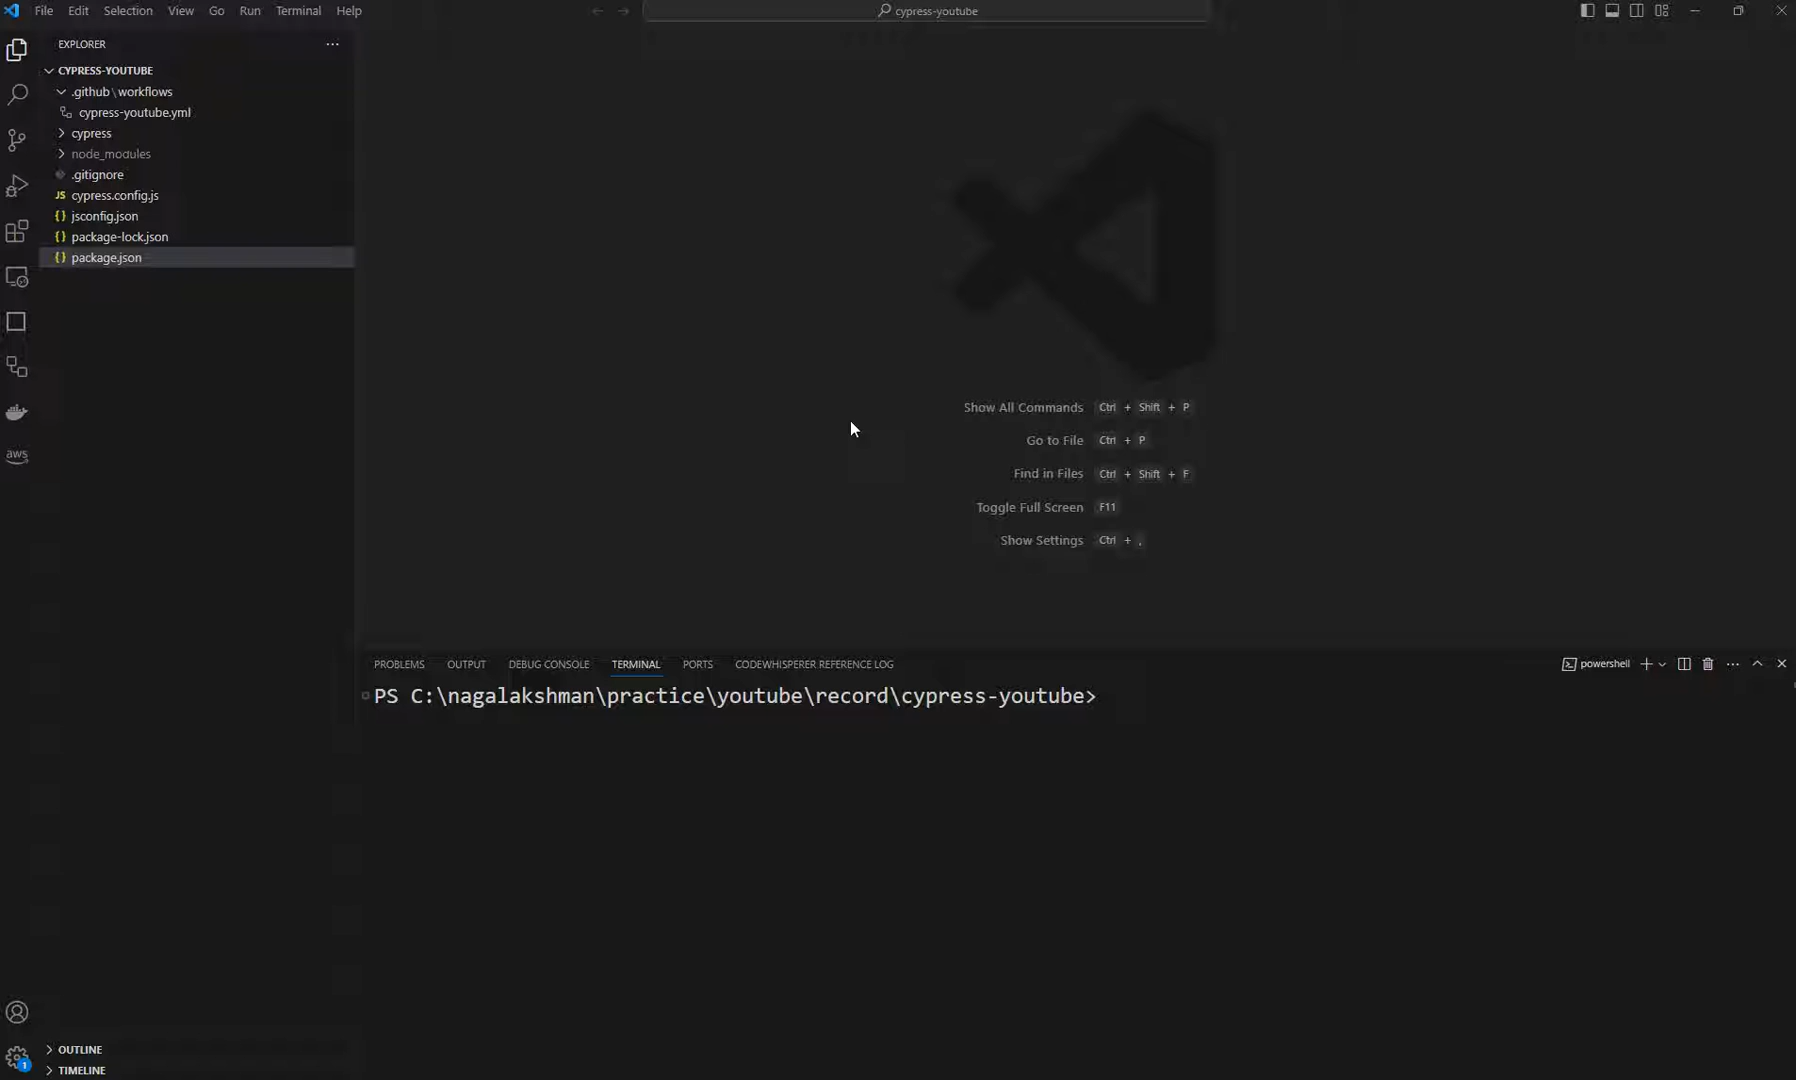 File Edit Selection View Go Run Terminal Help
cypress-youtube
EXPLORER
CYPRESS-YOUTUBE
.github\workflows
cypress-youtube.yml
cypress
node_modules
.gitignore
JS cypress.config.js
{} jsconfig.json
{} package-lock.json
{} package.json
aws
Show All Commands Ctrl + Shift + P
Go to File Ctrl + P
Find in Files Ctrl + Shift + F
Toggle Full Screen F11
Show Settings Ctrl + ,
PROBLEMS OUTPUT DEBUG CONSOLE TERMINAL PORTS CODEWHISPERER REFERENCE LOG
powershell
PS C:\nagalakshman\practice\youtube\record\cypress-youtube>
OUTLINE
1
TIMELINE